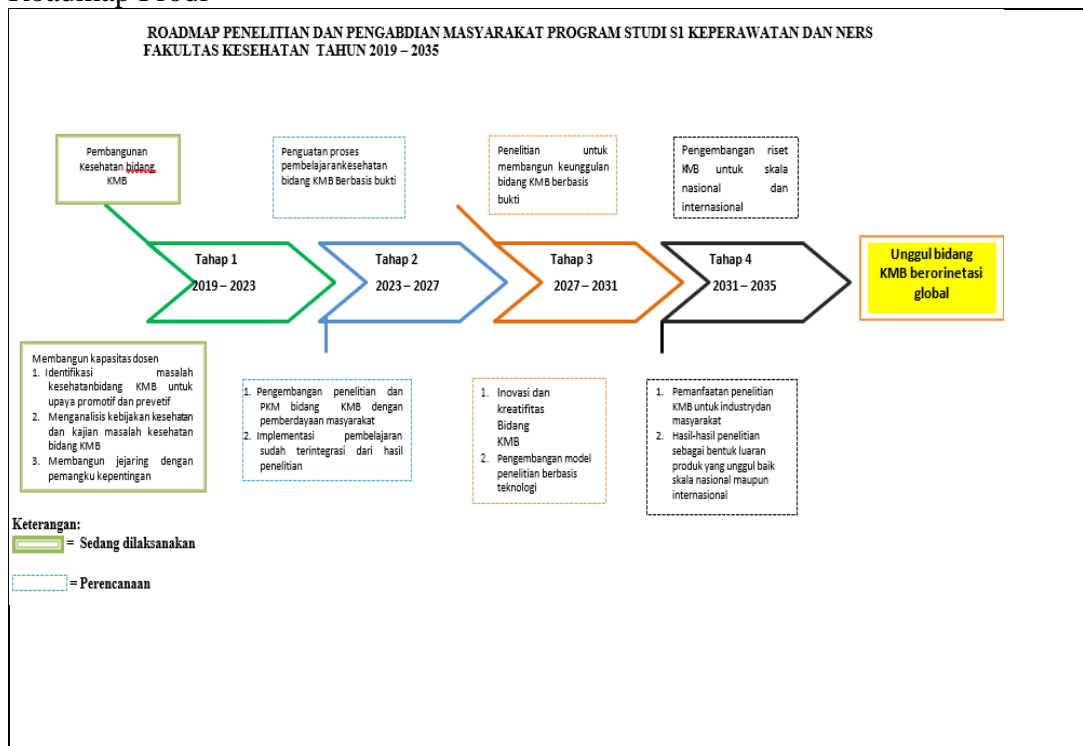 Roadmap Prodi
ROADMAP PENELITIAN DAN PENGABDIAN MASYARAKAT PROGRAM STUDI S1 KEPERAWATAN DAN NERS
FAKULTAS KESEHATAN TAHUN 2019 – 2035
Pembangunan
Kesehatan bidang
KMB
Penguatan proses
pembelajarankesehatan
bidang KMB Berbasis bukti
Penelitian untuk
membangun keunggulan
bidang KMB berbasis
bukti
Pengembangan riset
KMB untuk skala
nasional dan
internasional
Tahap 1
2019 – 2023
Tahap 2
2023 – 2027
Tahap 3
2027 – 2031
Tahap 4
2031 – 2035
Unggul bidang
KMB berorinetasi
global
Membangun kapasitas dosen
1. Identifikasi masalah
kesehatanbidang KMB untuk
upaya promotif dan prevetif
2. Menganalisis kebijakan kesehatan
dan kajian masalah kesehatan
bidang KMB
3. Membangun jejaring dengan
pemangku kepentingan
1. Pengembangan penelitian dan
PKM bidang KMB dengan
pemberdayaan masyarakat
2. Implementasi pembelajaran
sudah terintegrasi dari hasil
penelitian
1. Inovasi dan
kreatifitas
Bidang
KMB
2. Pengembangan model
penelitian berbasis
teknologi
1. Pemanfaatan penelitian
KMB untuk industrydan
masyarakat
2. Hasil-hasil penelitian
sebagai bentuk luaran
produk yang unggul baik
skala nasional maupun
internasional
Keterangan:
= Sedang dilaksanakan
= Perencanaan